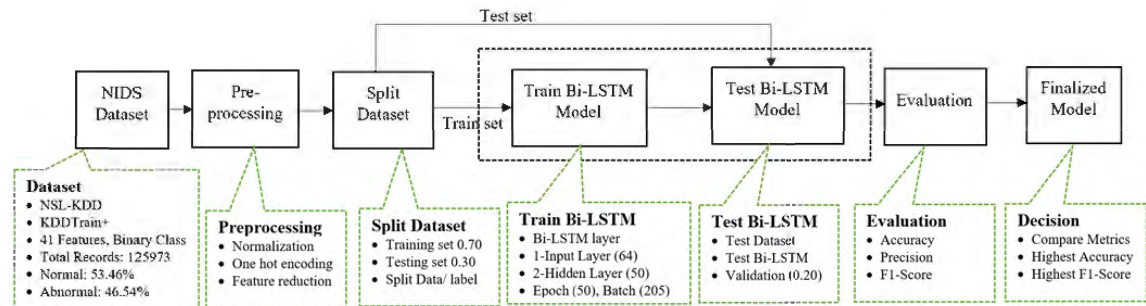 Test set
NIDS
Dataset
Pre-
processing
Split
Dataset
Train set
Train Bi-LSTM
Model
Test Bi-LSTM
Model
Evaluation
Finalized
Model
Dataset
• NSL-KDD
• KDDTrain+
• 41 Features, Binary Class
• Total Records: 125973
• Normal: 53.46%
• Abnormal: 46.54%
Preprocessing
• Normalization
• One hot encoding
• Feature reduction
Split Dataset
• Training set 0.70
• Testing set 0.30
• Split Data/ label
Train Bi-LSTM
• Bi-LSTM layer
• 1-Input Layer (64)
• 2-Hidden Layer (50)
• Epoch (50), Batch (205)
Test Bi-LSTM
• Test Dataset
• Test Bi-LSTM
• Validation (0.20)
Evaluation
• Accuracy
• Precision
• F1-Score
Decision
• Compare Metrics
• Highest Accuracy
• Highest F1-Score